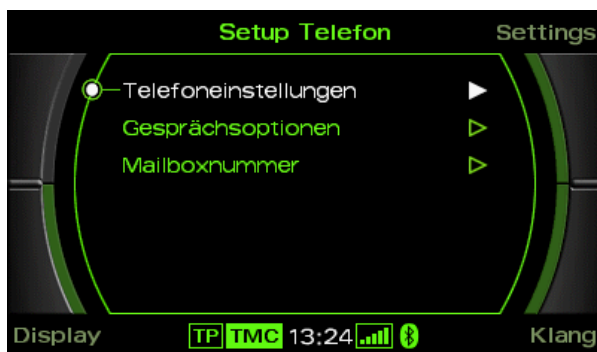 Setup Telefon Settings
Telefoneinstellungen
Gesprächsoptionen
Mailboxnummer
Display TP TMC 13:24 Klang